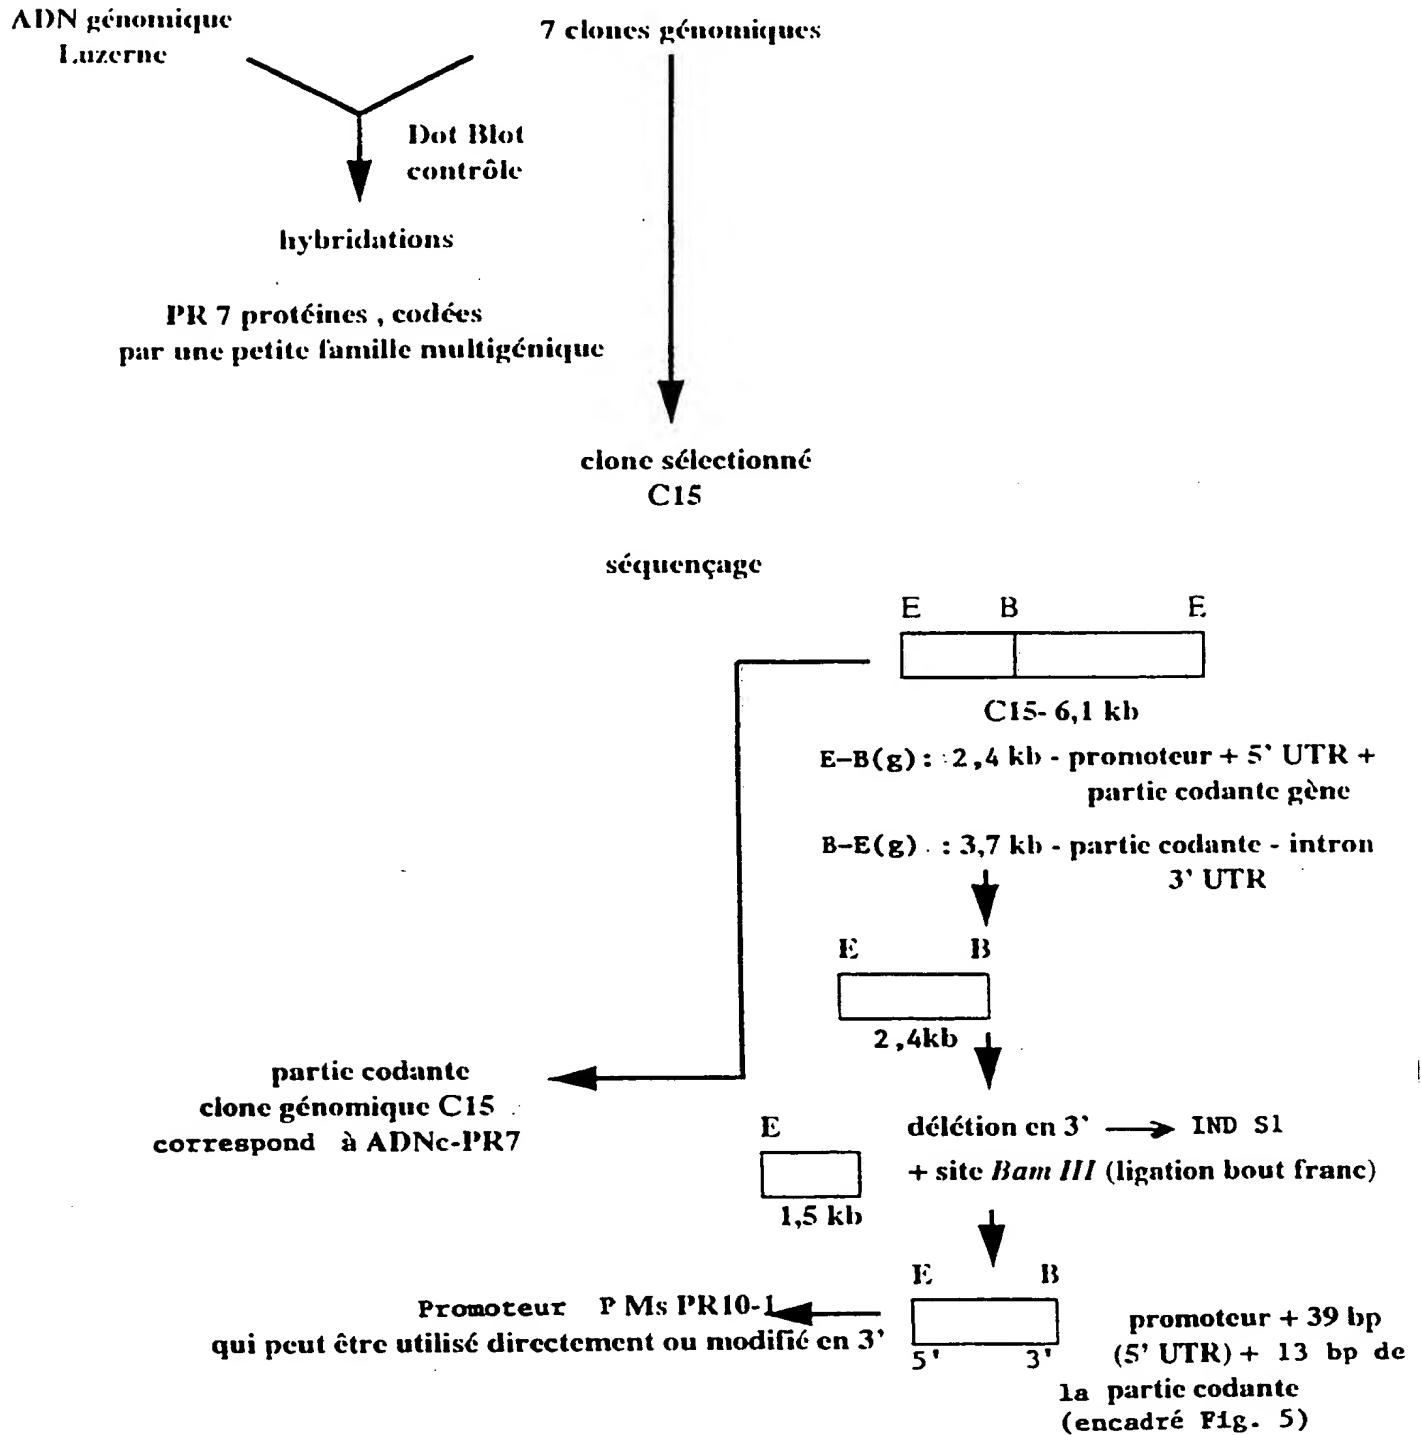 ADN génomique
Luzerne
7 clones génomiques
Dot Blot
contrôle
hybridations
PR 7 protéines , codées
par une petite famille multigénique
clone sélectionné
C15
séquençage
E B E
C15- 6,1 kb
E-B(g) : 2,4 kb - promoteur + 5' UTR +
partie codante gène
B-E(g) : 3,7 kb - partie codante - intron
3' UTR
E B
2,4kb
partie codante
clone génomique C15
correspond à ADNc-PR7
E
1,5 kb
délétion en 3' → IND S1
+ site Bam III (ligation bout franc)
E B
5' 3'
Promoteur P Ms PR10-1
qui peut être utilisé directement ou modifié en 3'
promoteur + 39 bp
(5' UTR) + 13 bp de
la partie codante
(encadré Fig. 5)